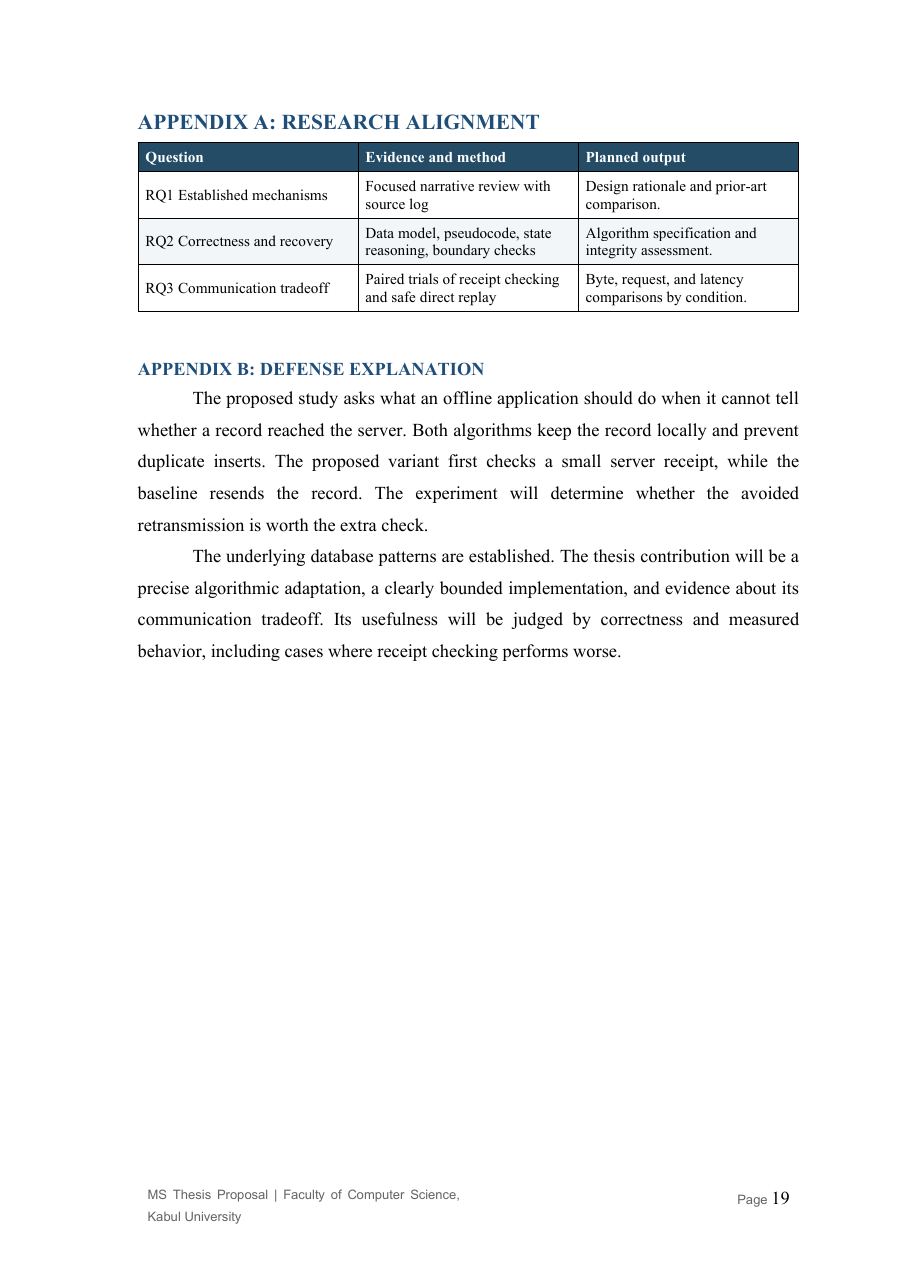 APPENDIX A: RESEARCH ALIGNMENT
Question Evidence and method Planned output
RQ1 Established mechanisms
Focused narrative review with
source log
Design rationale and prior-art
comparison.
RQ2 Correctness and recovery
Data model, pseudocode, state
reasoning, boundary checks
Algorithm specification and
integrity assessment.
RQ3 Communication tradeoff
Paired trials of receipt checking
and safe direct replay
Byte, request, and latency
comparisons by condition.
APPENDIX B: DEFENSE EXPLANATION
The proposed study asks what an offline application should do when it cannot tell
whether a record reached the server. Both algorithms keep the record locally and prevent
duplicate inserts. The proposed variant first checks a small server receipt, while the
baseline resends the record. The experiment will determine whether the avoided
retransmission is worth the extra check.
The underlying database patterns are established. The thesis contribution will be a
precise algorithmic adaptation, a clearly bounded implementation, and evidence about its
communication tradeoff. Its usefulness will be judged by correctness and measured
behavior, including cases where receipt checking performs worse.
MS Thesis Proposal | Faculty of Computer Science,
Kabul University
Page 19